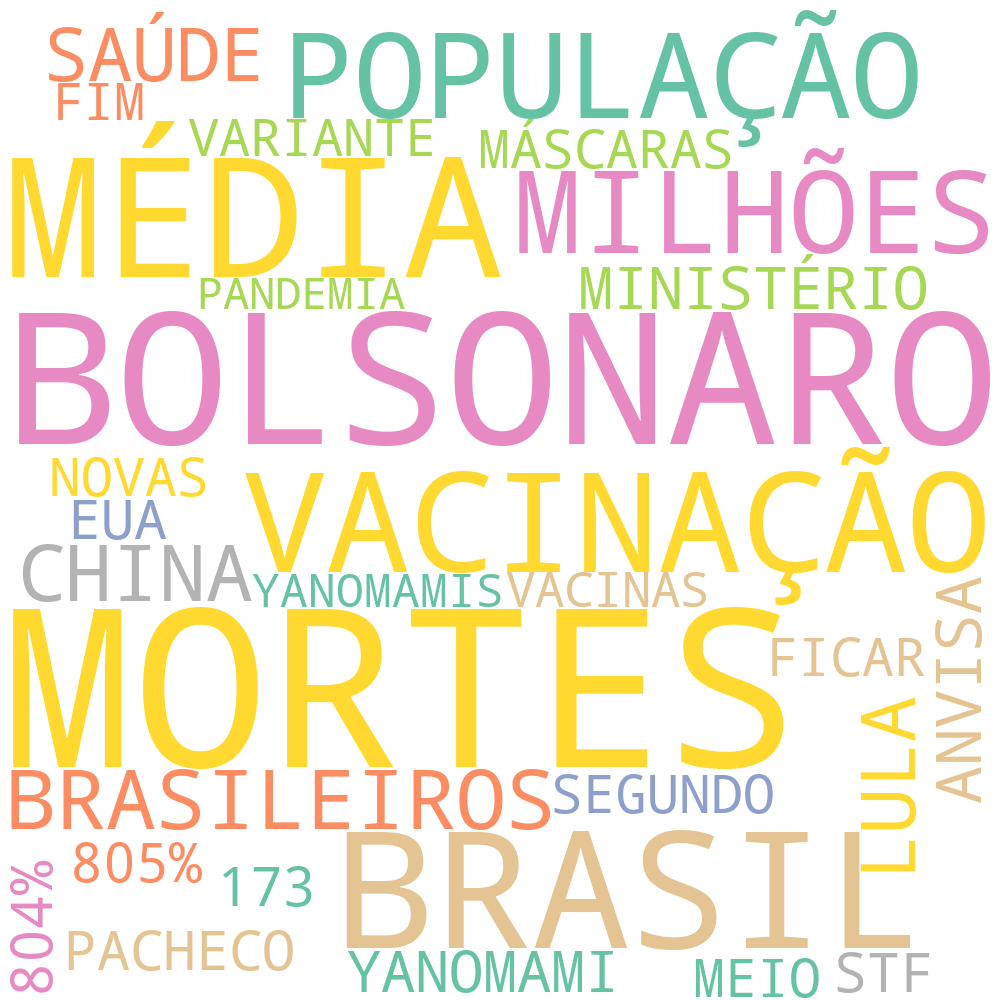 SAÚDE
POPULAÇÃO
FIM
VARIANTE
MÁSCARAS
MÉDIA
MILHÕES
PANDEMIA
MINISTÉRIO
BOLSONARO
NOVAS
VACINAÇÃO
EUA
CHINA
YANOMAMIS
VACINAS
ANVISA
MORTES
FICAR
LULA
BRASILEIROS
SEGUNDO
805%
173
BRASIL
804%
PACHECO
YANOMAMI
MEIO
STF